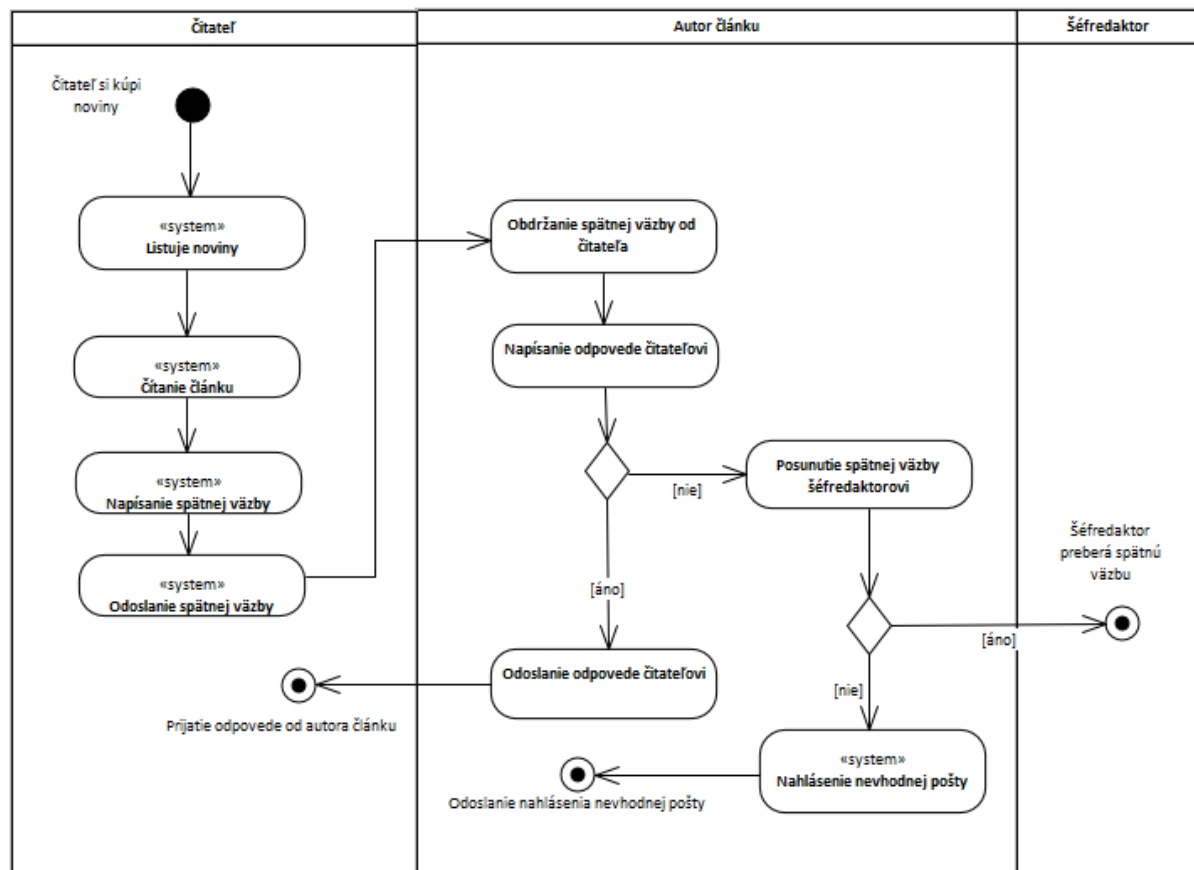 Čitateľ
Autor článku
Šéfredaktor
Čitateľ si kúpi
noviny
«system»
Listuje noviny
«system»
Čítanie článku
«system»
Napísanie spätnej väzby
«system»
Odoslanie spätnej väzby
Prijatie odpovede od autora článku
Obdržanie spätnej väzby od
čitateľa
Napísanie odpovede čitateľovi
[nie]
Posunutie spätnej väzby
šéfredaktorovi
[áno]
Odoslanie odpovede čitateľovi
[nie]
[áno]
«system»
Nahlásenie nevhodnej pošty
Odoslanie nahlásenia nevhodnej pošty
Šéfredaktor
preberá spätnú
väzbu